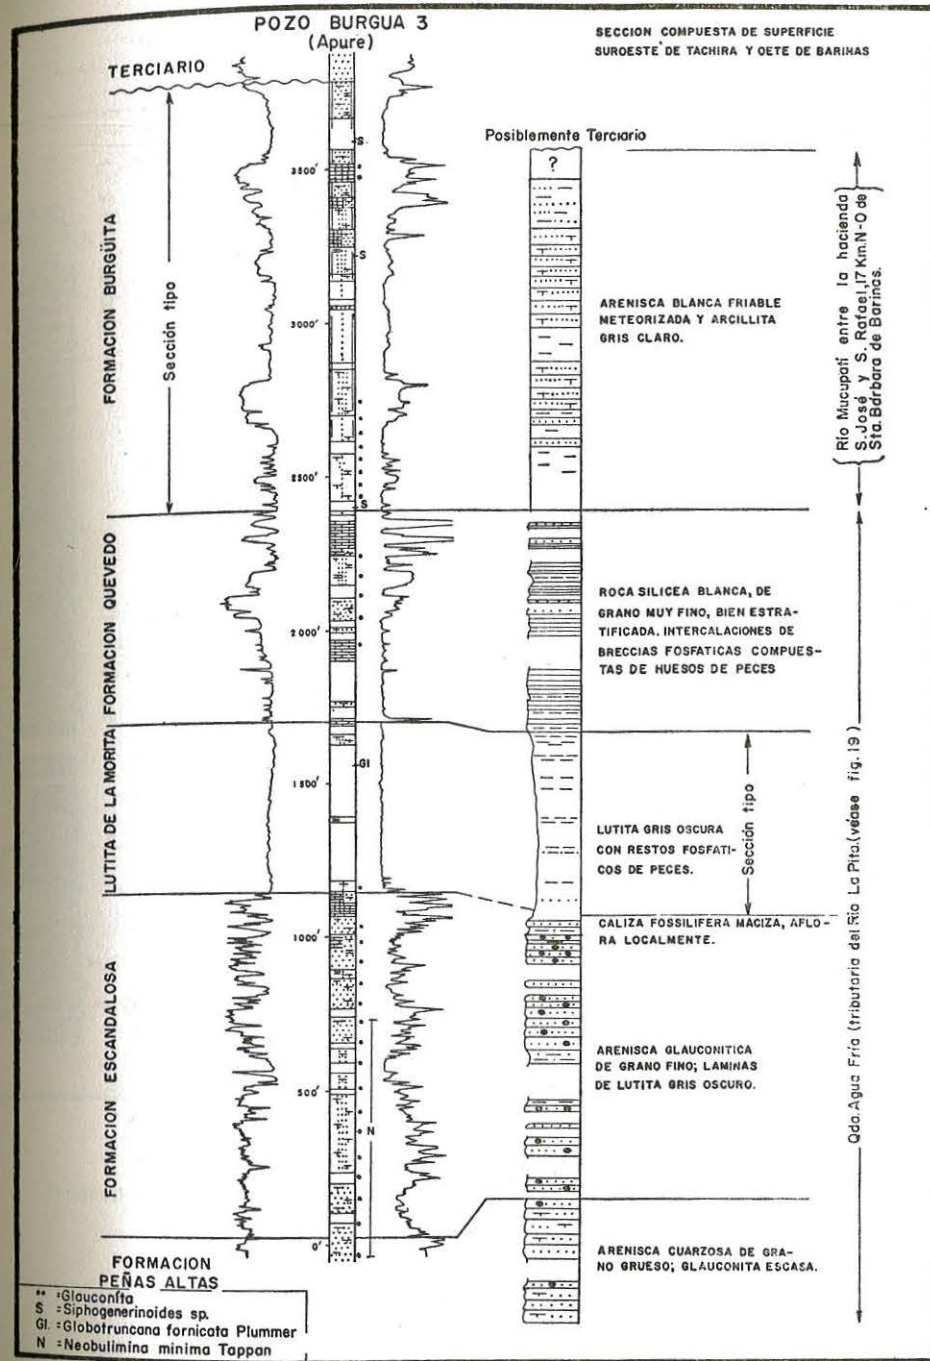 POZO BURGUA 3
(Apure)
SECCION COMPUESTA DE SUPERFICIE
SUROESTE DE TACHIRA Y OETE DE BARINAS
TERCIARIO
Posiblemente Terciario
?
FORMACION BURGÜITA
Sección tipo
S
3500'
S
3000'
2500'
S
ARENISCA BLANCA FRIABLE
METEORIZADA Y ARCILLITA
GRIS CLARO.
Río Mucupatí entre la hacienda
S. José y S. Rafael, 17 Km. N-O de
Sta. Bárbara de Barinas.
FORMACION QUEVEDO
2000'
ROCA SILICEA BLANCA, DE
GRANO MUY FINO, BIEN ESTRA-
TIFICADA. INTERCALACIONES DE
BRECCIAS FOSFATICAS COMPUES-
TAS DE HUESOS DE PECES
LUTITA DE LA MORITA
GI
1500'
LUTITA GRIS OSCURA
CON RESTOS FOSFATI-
COS DE PECES.
Sección tipo
CALIZA FOSSILIFERA MACIZA, AFLO-
RA LOCALMENTE.
FORMACION ESCANDALOSA
1000'
500'
N
0'
ARENISCA GLAUCONITICA
DE GRANO FINO; LAMINAS
DE LUTITA GRIS OSCURO.
ARENISCA CUARZOSA DE GRA-
NO GRUESO; GLAUCONITA ESCASA.
Qda. Agua Fría (tributaria del Río La Pita. (véase fig. 19)
FORMACION
PEÑAS ALTAS
•• =Glauconíta
S =Siphogenerinoides sp.
GI. =Globotruncana fornicata Plummer
N =Neobulimina minima Tappan